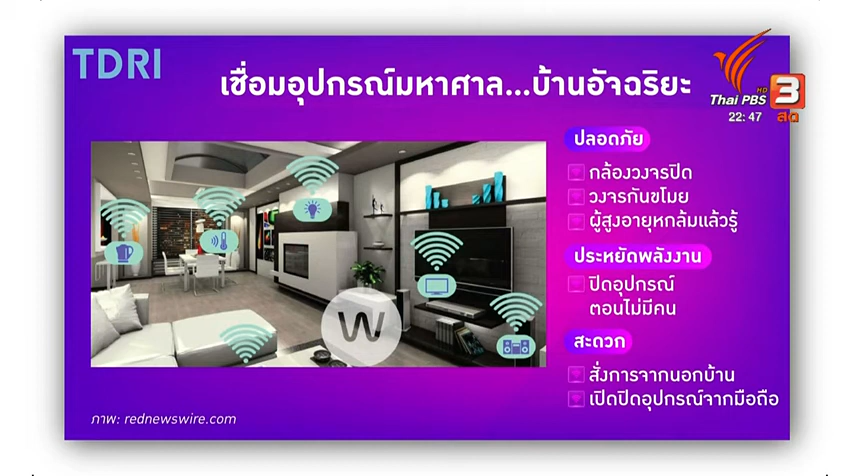 TDRI
เชื่อมอุปกรณ์มหาศาล...บ้านอัจฉริยะ
Thai PBS HD 3
22:47 สด
ปลอดภัย
กล้องวงจรปิด
วงจรกันขโมย
ผู้สูงอายุหกล้มแล้วรู้
ประหยัดพลังงาน
ปิดอุปกรณ์
ตอนไม่มีคน
สะดวก
สั่งการจากนอกบ้าน
เปิดปิดอุปกรณ์จากมือถือ
W
ภาพ: rednewswire.com